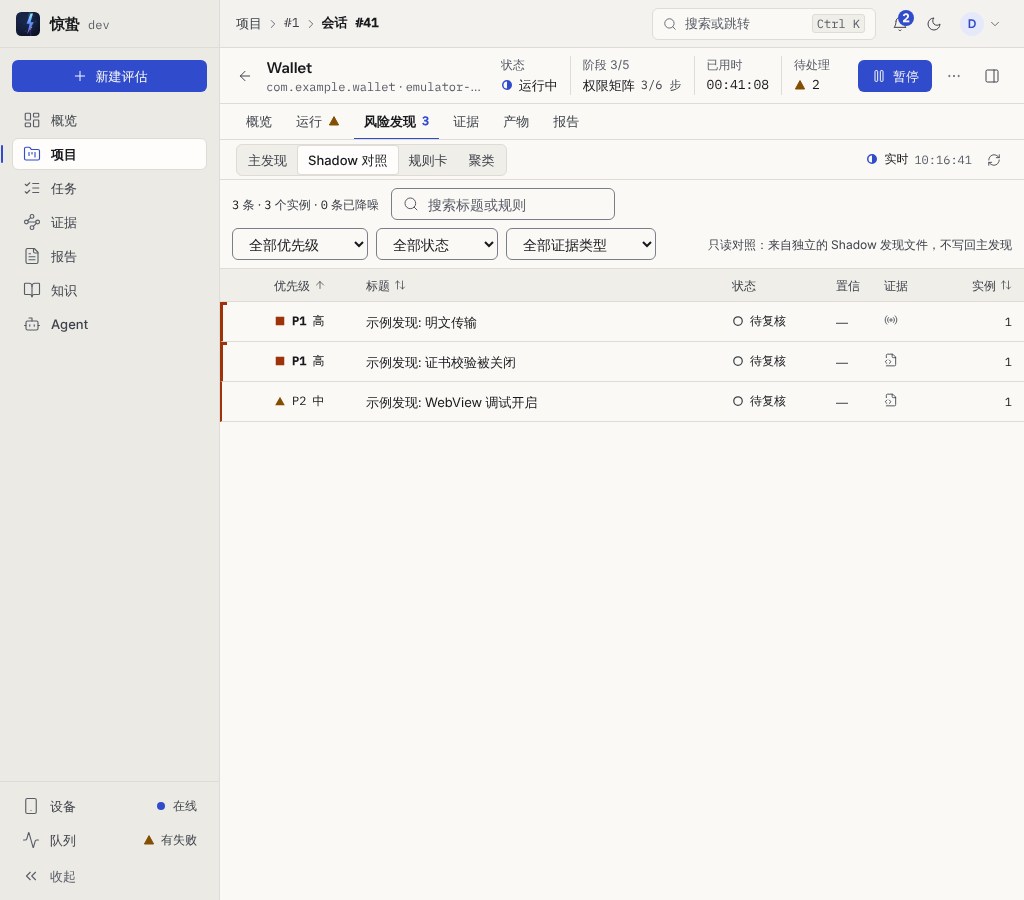 惊蛰 dev
项目 > #1 > 会话 #41
搜索或跳转 Ctrl K
2
D
新建评估
概览
项目
任务
证据
报告
知识
Agent
设备 在线
队列 有失败
收起
Wallet
com.example.wallet · emulator-…
状态
运行中
阶段 3/5
权限矩阵 3/6 步
已用时
00:41:08
待处理
2
暂停
概览 运行 风险发现 3 证据 产物 报告
主发现 Shadow 对照 规则卡 聚类
实时 10:16:41
3 条 · 3 个实例 · 0 条已降噪
搜索标题或规则
全部优先级 全部状态 全部证据类型
只读对照：来自独立的 Shadow 发现文件，不写回主发现
优先级 标题 状态 置信 证据 实例
P1 高 示例发现: 明文传输 待复核 — 1
P1 高 示例发现: 证书校验被关闭 待复核 — 1
P2 中 示例发现: WebView 调试开启 待复核 — 1